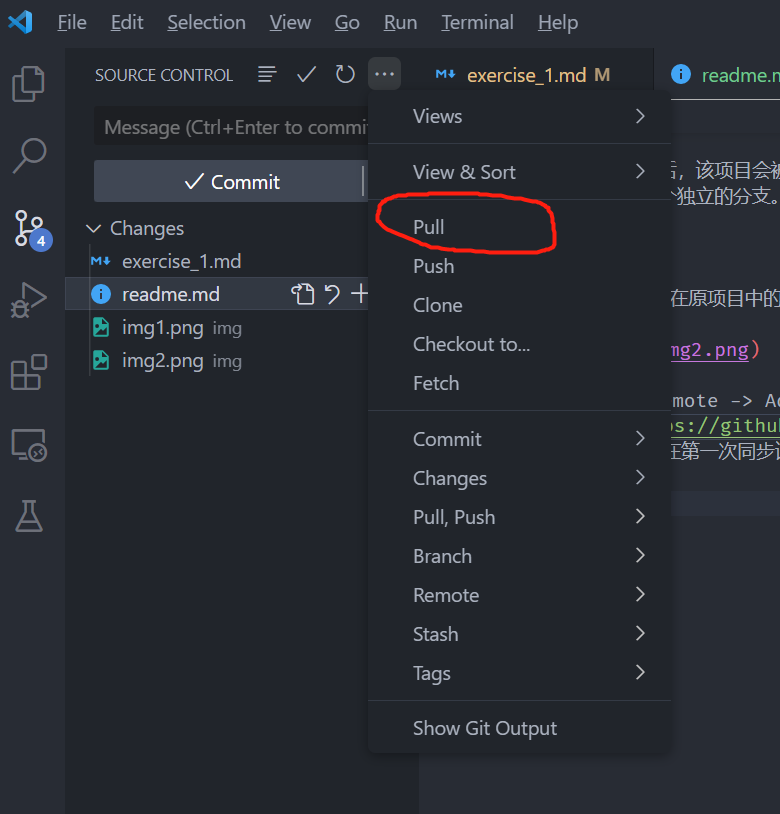 File Edit Selection View Go Run Terminal Help
SOURCE CONTROL
exercise_1.md M
readme.m
Message (Ctrl+Enter to commi
Commit
Changes
exercise_1.md
readme.md
img1.png img
img2.png img
4
Views
View & Sort
Pull
Push
Clone
Checkout to...
Fetch
Commit
Changes
Pull, Push
Branch
Remote
Stash
Tags
Show Git Output
，该项目会被
独立的分支。
在原项目中的
mg2.png)
mote -> Ad
ps://github
在第一次同步